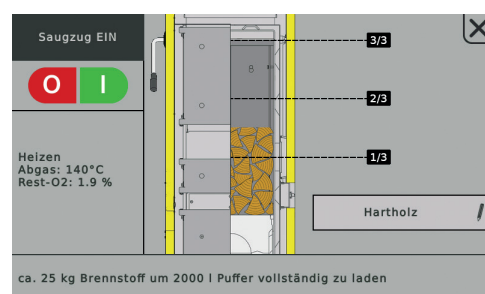 Saugzug EIN
O I
Heizen
Abgas: 140°C
Rest-O2: 1.9 %
3/3
2/3
1/3
Hartholz
ca. 25 kg Brennstoff um 2000 l Puffer vollständig zu laden